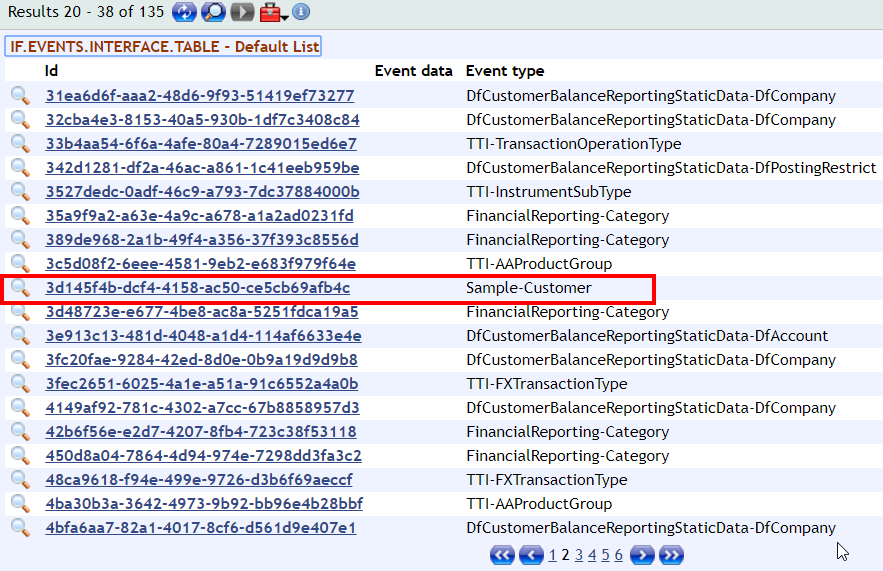 Results 20 - 38 of 135
IF.EVENTS.INTERFACE.TABLE - Default List
Id Event data Event type
31ea6d6f-aaa2-48d6-9f93-51419ef73277 DfCustomerBalanceReportingStaticData-DfCompany
32cba4e3-8153-40a5-930b-1df7c3408c84 DfCustomerBalanceReportingStaticData-DfCompany
33b4aa54-6f6a-4afe-80a4-7289015ed6e7 TTI-TransactionOperationType
342d1281-df2a-46ac-a861-1c41eeb959be DfCustomerBalanceReportingStaticData-DfPostingRestrict
3527dedc-0adf-46c9-a793-7dc37884000b TTI-InstrumentSubType
35a9f9a2-a63e-4a9c-a678-a1a2ad0231fd FinancialReporting-Category
389de968-2a1b-49f4-a356-37f393c8556d FinancialReporting-Category
3c5d08f2-6eee-4581-9eb2-e683f979f64e TTI-AAProductGroup
3d145f4b-dcf4-4158-ac50-ce5cb69afb4c Sample-Customer
3d48723e-e677-4be8-ac8a-5251fdca19a5 FinancialReporting-Category
3e913c13-481d-4048-a1d4-114af6633e4e DfCustomerBalanceReportingStaticData-DfAccount
3fc20fae-9284-42ed-8d0e-0b9a19d9d9b8 DfCustomerBalanceReportingStaticData-DfCompany
3fec2651-6025-4a1e-a51a-91c6552a4a0b TTI-FXTransactionType
4149af92-781c-4302-a7cc-67b8858957d3 DfCustomerBalanceReportingStaticData-DfCompany
42b6f56e-e2d7-4207-8fb4-723c38f53118 FinancialReporting-Category
450d8a04-7864-4d94-974e-7298dd3fa3c2 FinancialReporting-Category
48ca9618-f94e-499e-9726-d3b6f69aeccf TTI-FXTransactionType
4ba30b3a-3642-4973-9b92-bb96e4b28bbf TTI-AAProductGroup
4bfa6aa7-82a1-4017-8cf6-d561d9e407e1 DfCustomerBalanceReportingStaticData-DfCompany
1 2 3 4 5 6